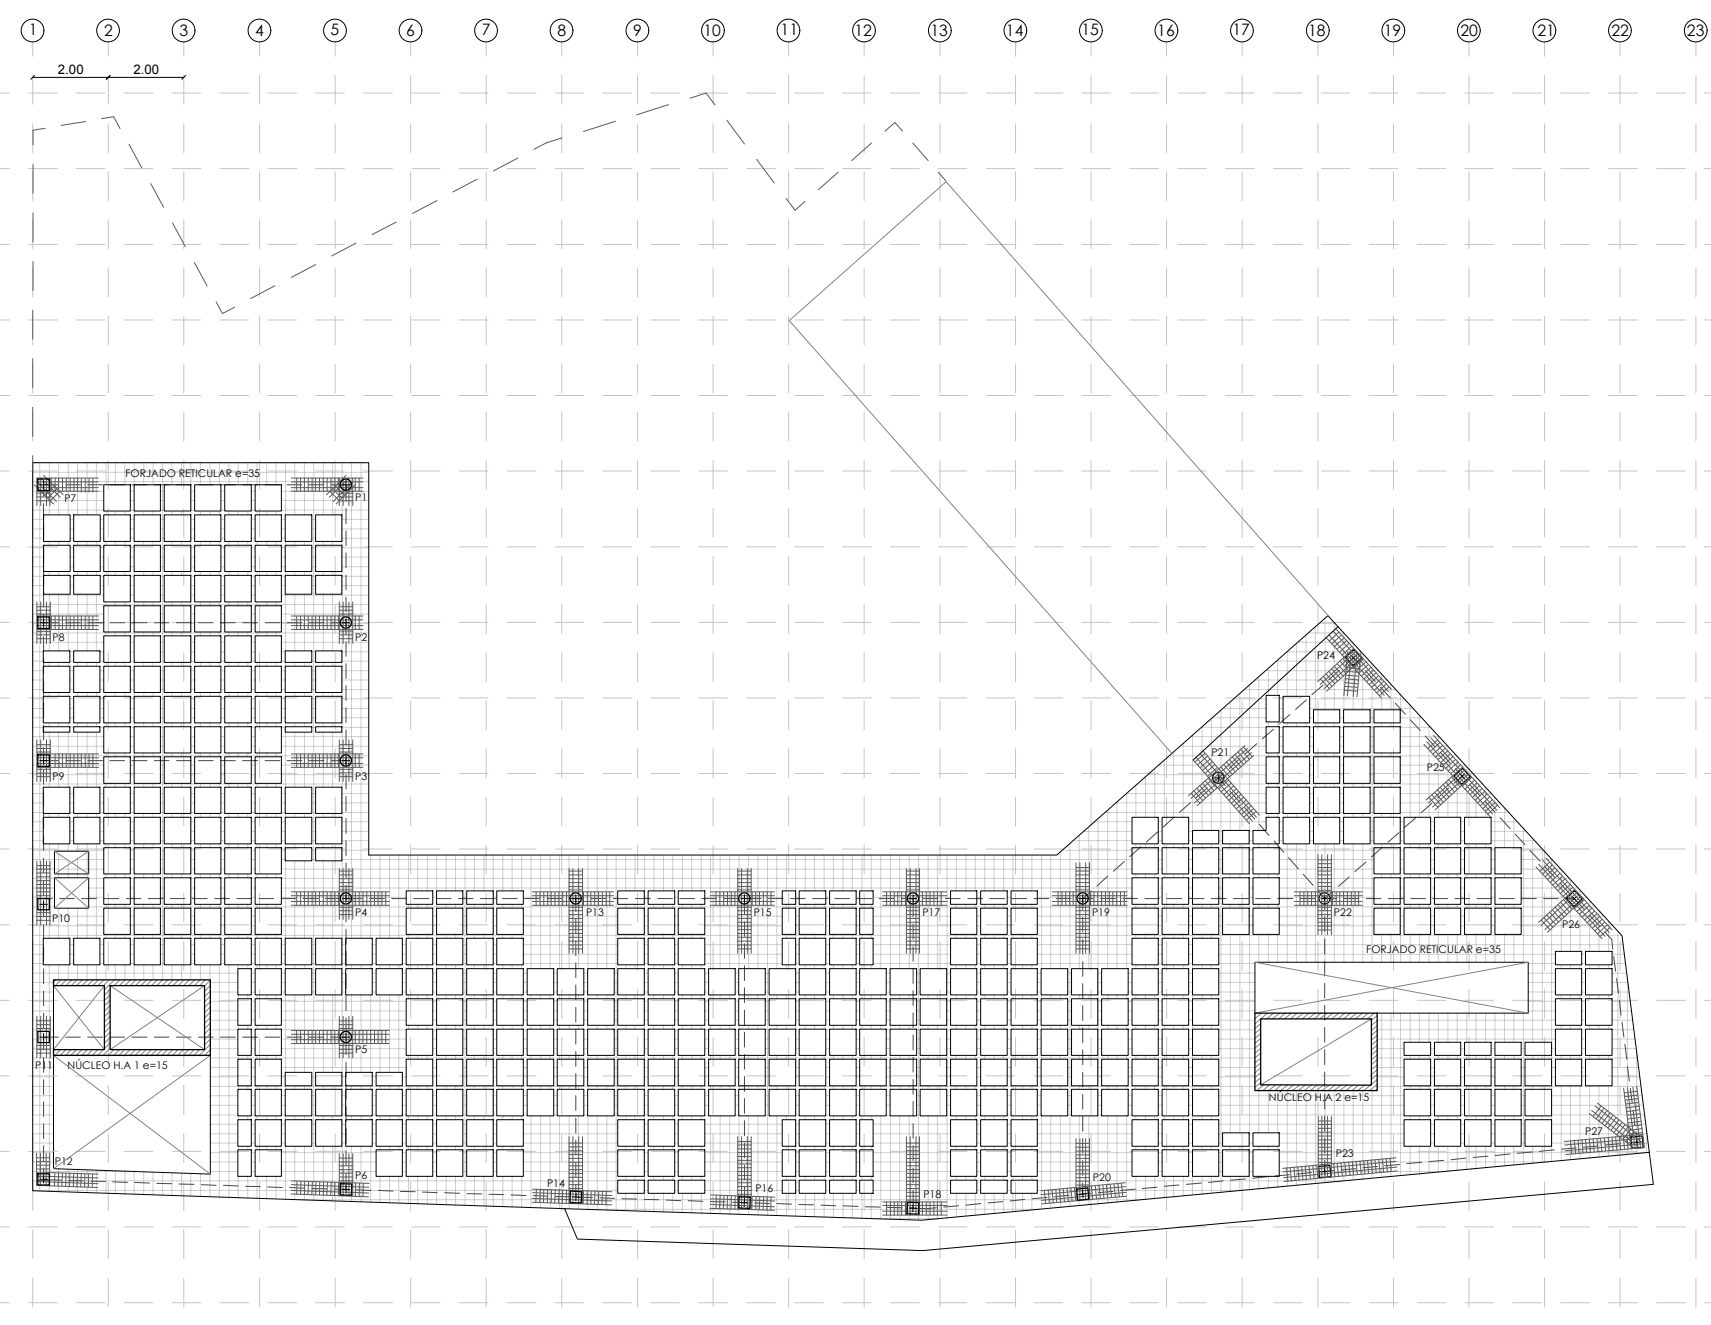 1 2 3 4 5 6 7 8 9 10 11 12 13 14 15 16 17 18 19 20 21 22 23
2.00 2.00
FORJADO RETICULAR e=35
P7 P1
P8 P2
P24
P21
P25
P9 P3
P10 P4 P13 P15 P17 P19 P22
P26
FORJADO RETICULAR e=35
P5
P11 NÚCLEO H.A 1 e=15
NÚCLEO H.A 2 e=15
P27
P12 P23
P6 P14 P16 P18 P20